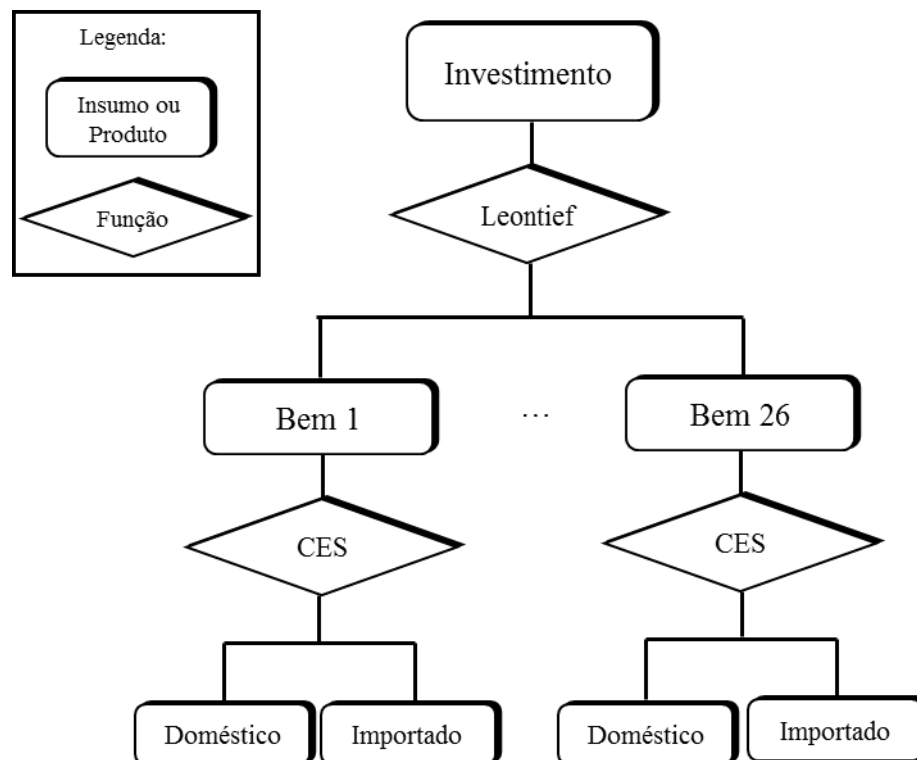 Legenda:
Insumo ou
Produto
Função
Investimento
Leontief
Bem 1
...
Bem 26
CES
CES
Doméstico
Importado
Doméstico
Importado